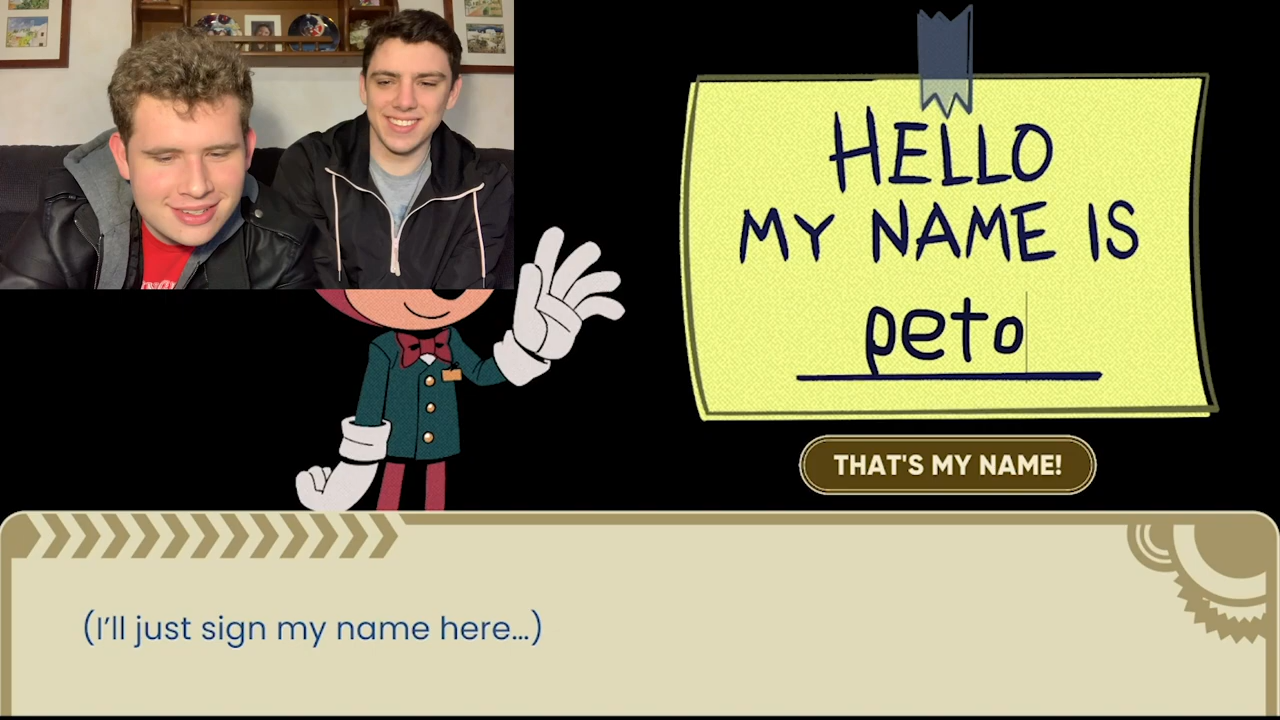 HELLO
MY NAME IS
peto
THAT'S MY NAME!
(I'll just sign my name here...)